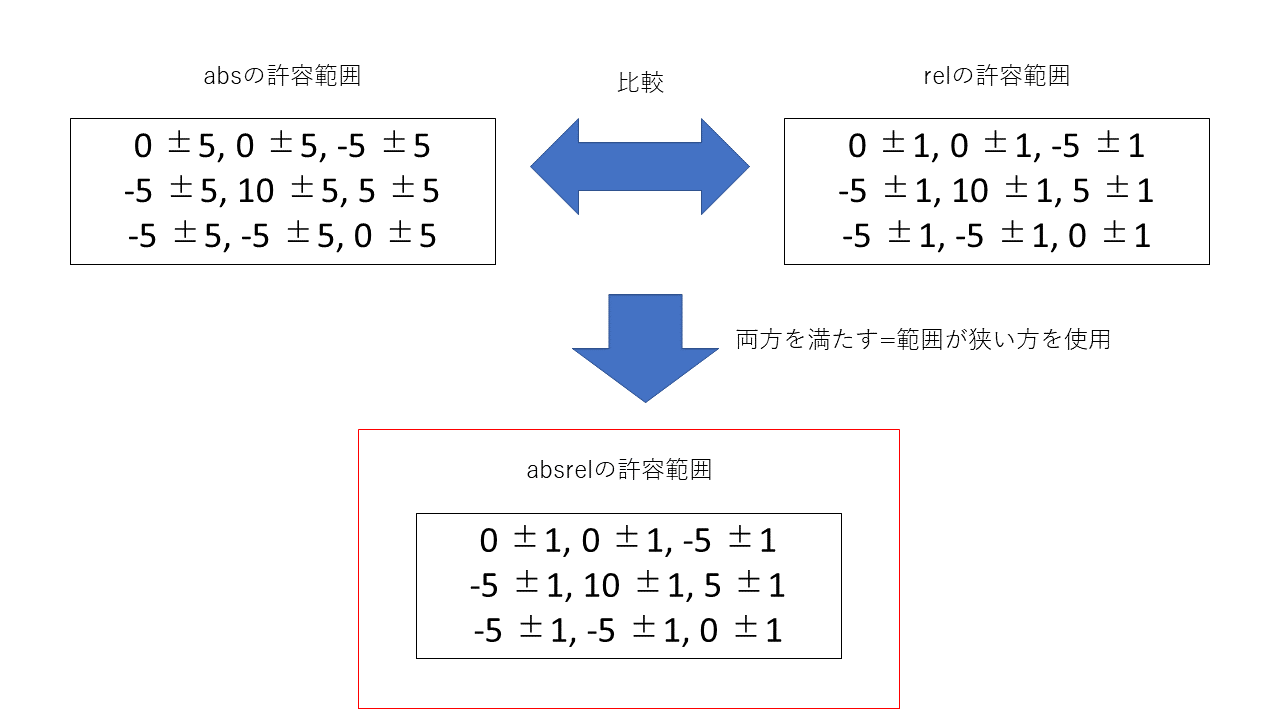 absの許容範囲
比較
relの許容範囲
0 ±5, 0 ±5, -5 ±5
-5 ±5, 10 ±5, 5 ±5
-5 ±5, -5 ±5, 0 ±5
0 ±1, 0 ±1, -5 ±1
-5 ±1, 10 ±1, 5 ±1
-5 ±1, -5 ±1, 0 ±1
両方を満たす=範囲が狭い方を使用
absrelの許容範囲
0 ±1, 0 ±1, -5 ±1
-5 ±1, 10 ±1, 5 ±1
-5 ±1, -5 ±1, 0 ±1